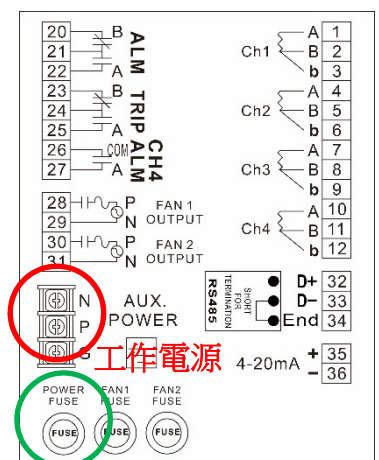 20 B
21
22 A
ALM
23 B
24
25 A
TRIP
26 COM
27 A
CH4
ALM
28 P FAN 1
29 N OUTPUT
30 P FAN 2
31 N OUTPUT
N AUX.
P POWER
G
工作電源
POWER FUSE
FAN1 FUSE
FAN2 FUSE
FUSE FUSE FUSE
Ch1
A 1
B 2
b 3
Ch2
A 4
B 5
b 6
Ch3
A 7
B 8
b 9
Ch4
A 10
B 11
b 12
RS485
SHORT
FOR
TERMINATION
D+ 32
D- 33
End 34
4-20mA
+ 35
- 36